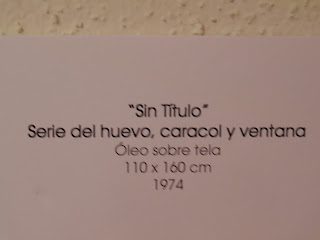 "Sin Título"
Serie del huevo, caracol y ventana
Óleo sobre tela
110 x 160 cm
1974